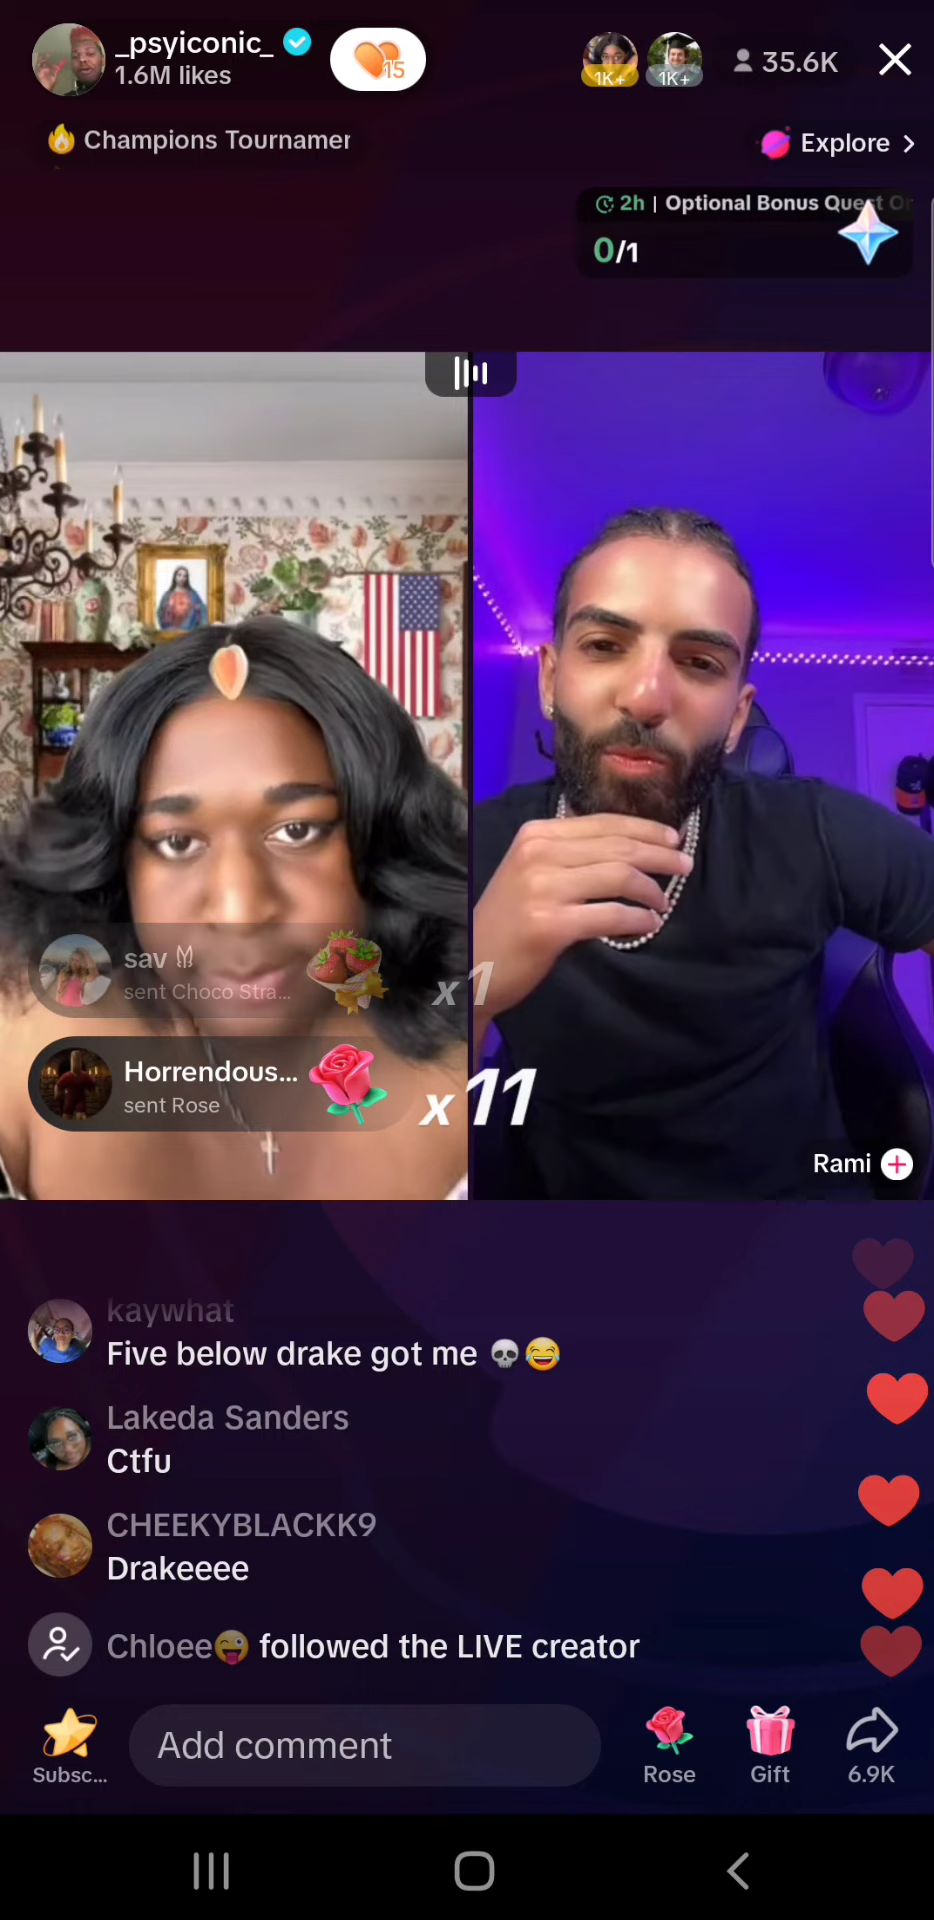 _psyiconic_
1.6M likes
15
1K+
1K+
35.6K
Champions Tournamer
Explore >
2h | Optional Bonus Quest On
0/1
sav
sent Choco Stra...
x1
Horrendous...
sent Rose
x11
Rami
kaywhat
Five below drake got me 💀😂
Lakeda Sanders
Ctfu
CHEEKYBLACKK9
Drakeeee
Chloee😜 followed the LIVE creator
Subsc...
Add comment
Rose
Gift
6.9K